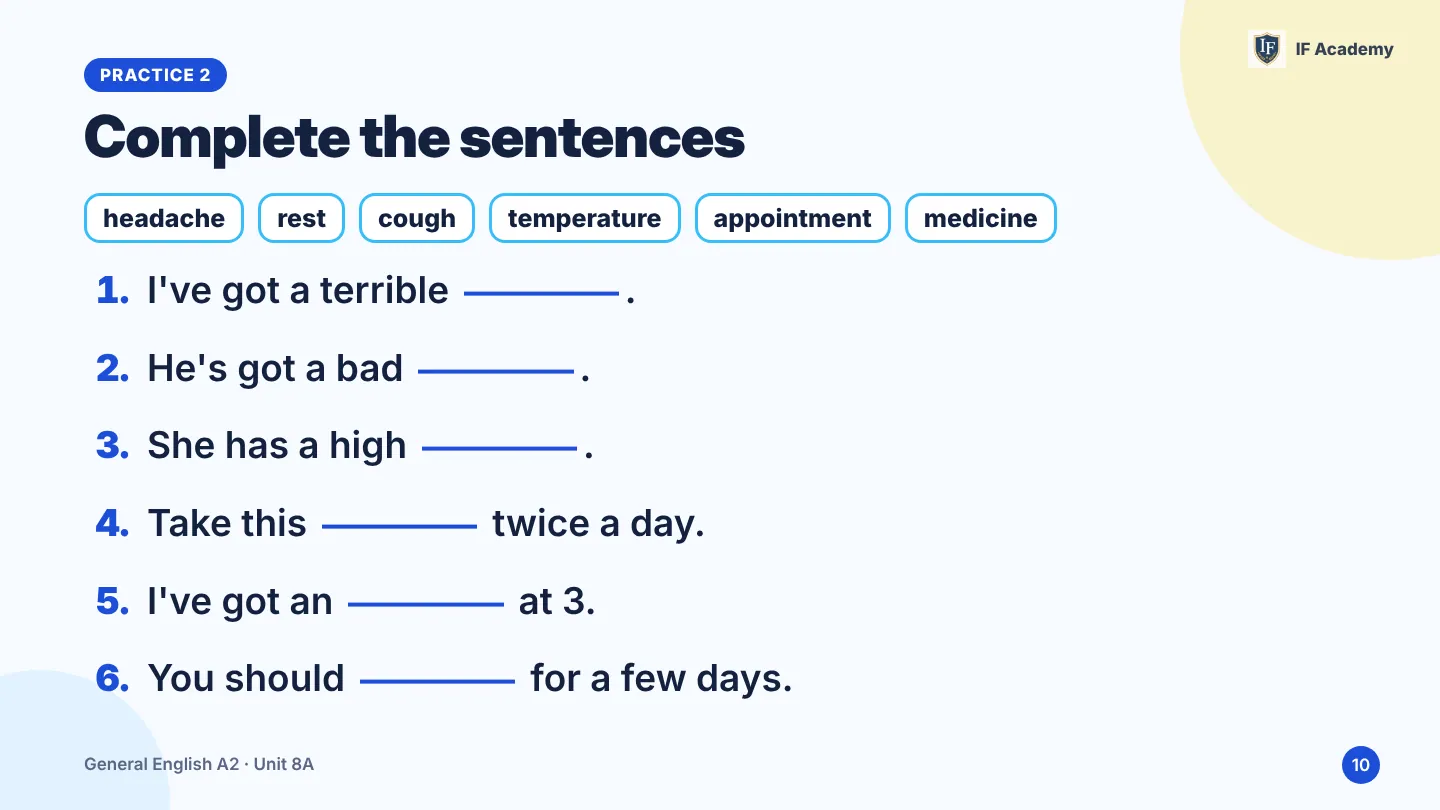 IF
IF Academy
PRACTICE 2
Complete the sentences
headache rest cough temperature appointment medicine
1. I've got a terrible ________.
2. He's got a bad ________.
3. She has a high ________.
4. Take this ________ twice a day.
5. I've got an ________ at 3.
6. You should ________ for a few days.
General English A2 · Unit 8A
10